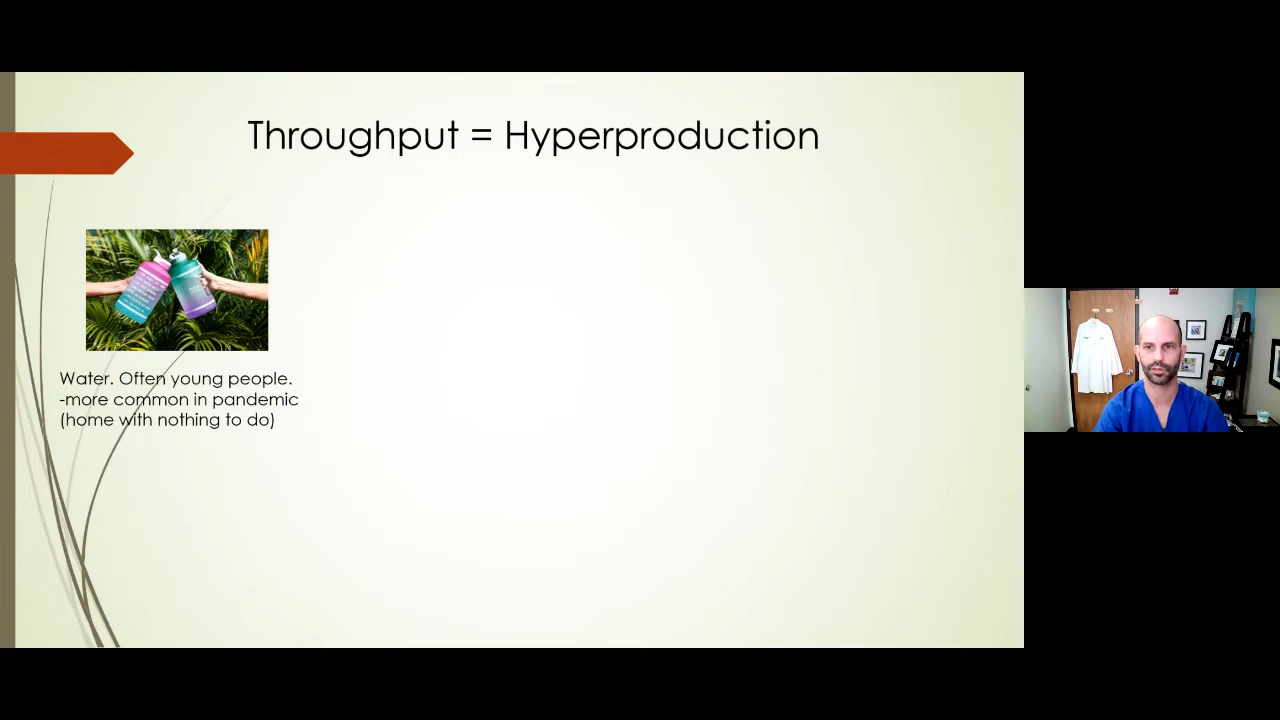 Throughput = Hyperproduction
Water. Often young people.
-more common in pandemic
(home with nothing to do)